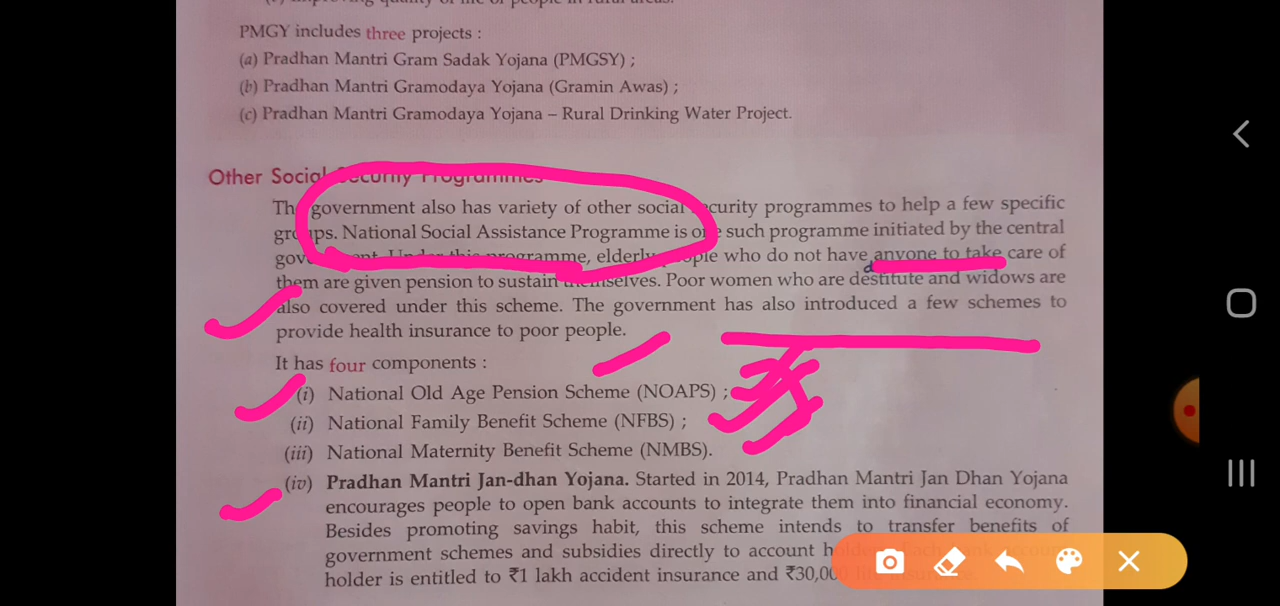 PMGY includes three projects :
(a) Pradhan Mantri Gram Sadak Yojana (PMGSY) ;
(b) Pradhan Mantri Gramodaya Yojana (Gramin Awas) ;
(c) Pradhan Mantri Gramodaya Yojana – Rural Drinking Water Project.
Other Social Security Programmes
The government also has variety of other social security programmes to help a few specific
groups. National Social Assistance Programme is one such programme initiated by the central
government. Under this programme, elderly people who do not have anyone to take care of
them are given pension to sustain themselves. Poor women who are destitute and widows are
also covered under this scheme. The government has also introduced a few schemes to
provide health insurance to poor people.
It has four components :
(i) National Old Age Pension Scheme (NOAPS) ;
(ii) National Family Benefit Scheme (NFBS) ;
(iii) National Maternity Benefit Scheme (NMBS).
(iv) Pradhan Mantri Jan-dhan Yojana. Started in 2014, Pradhan Mantri Jan Dhan Yojana
encourages people to open bank accounts to integrate them into financial economy.
Besides promoting savings habit, this scheme intends to transfer benefits of
government schemes and subsidies directly to account
holder is entitled to ₹1 lakh accident insurance and ₹30,000